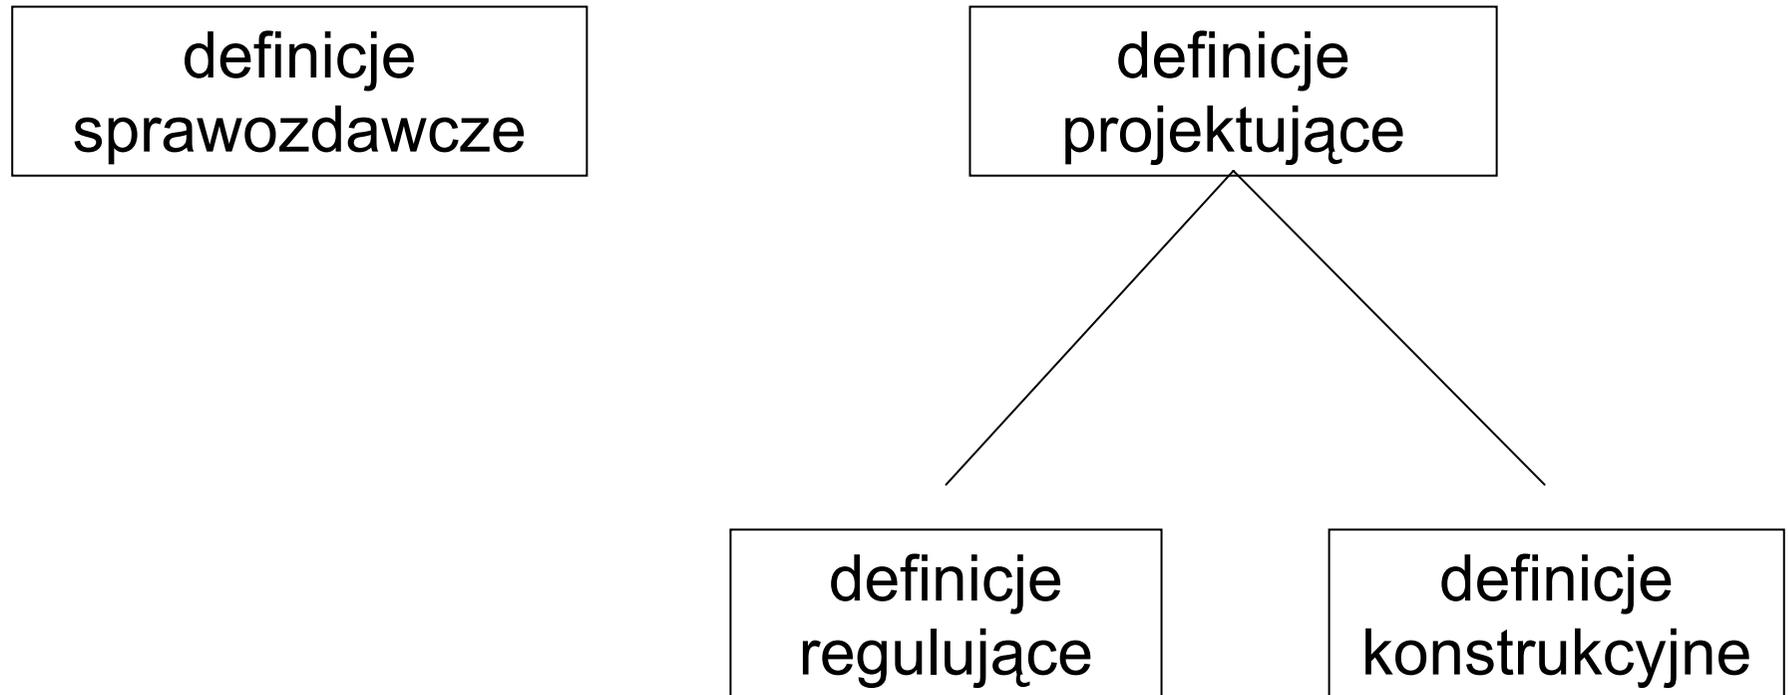 definicje
sprawozdawcze
definicje
projektujące
definicje
regulujące
definicje
konstrukcyjne